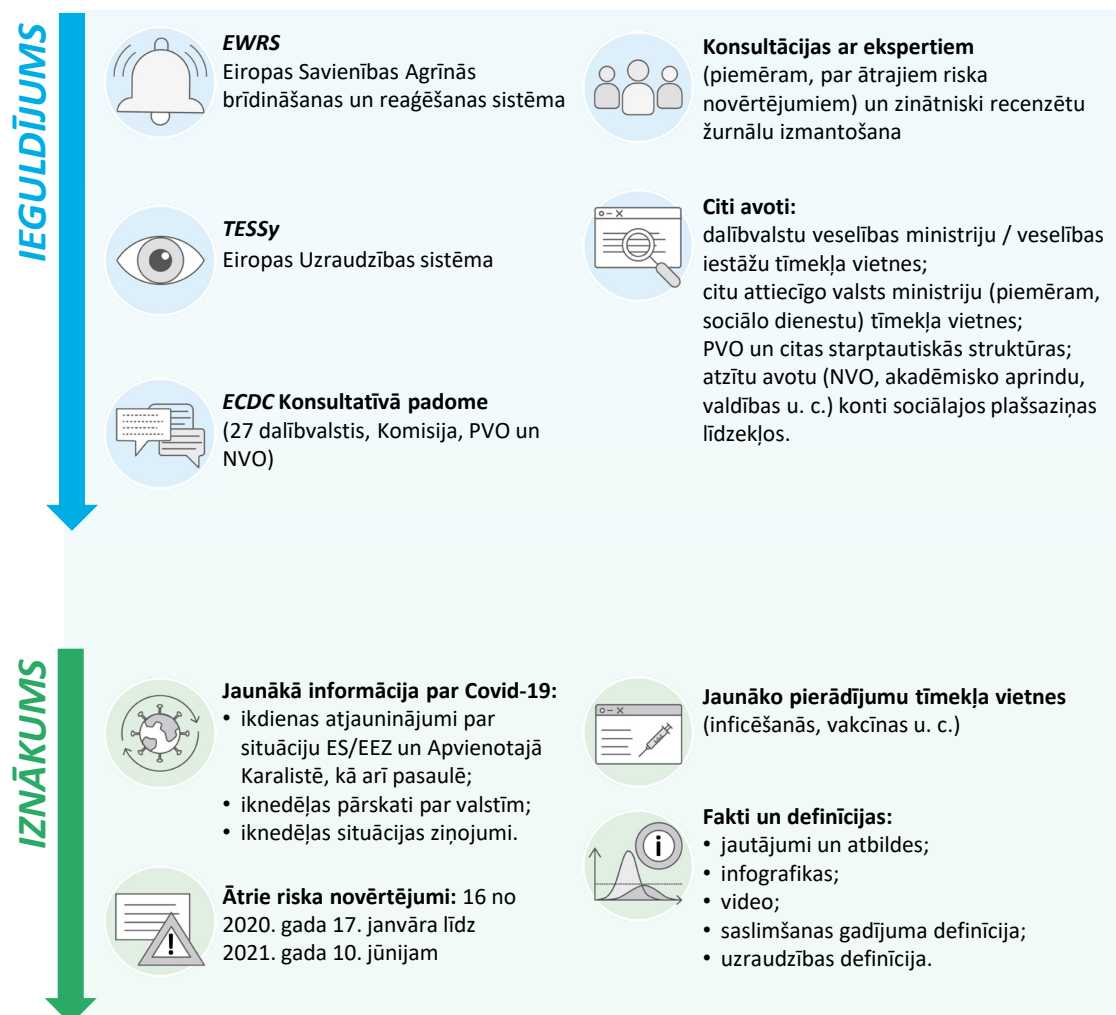 IEGULDĪJUMS
EWRS
Eiropas Savienības Agrīnās
brīdināšanas un reaģēšanas sistēma
TESSy
Eiropas Uzraudzības sistēma
ECDC Konsultatīvā padome
(27 dalībvalstis, Komisija, PVO un
NVO)
Konsultācijas ar ekspertiem
(piemēram, par ātrajiem riska
novērtējumiem) un zinātniski recenzētu
žurnālu izmantošana
Citi avoti:
dalībvalstu veselības ministriju / veselības
iestāžu tīmekļa vietnes;
citu attiecīgo valsts ministriju (piemēram,
sociālo dienestu) tīmekļa vietnes;
PVO un citas starptautiskās struktūras;
atzītu avotu (NVO, akadēmisko aprindu,
valdības u. c.) konti sociālajos plašsaziņas
līdzekļos.
IZNĀKUMS
Jaunākā informācija par Covid-19:
• ikdienas atjauninājumi par
situāciju ES/EEZ un Apvienotajā
Karalistē, kā arī pasaulē;
• iknedēļas pārskati par valstīm;
• iknedēļas situācijas ziņojumi.
Ātrie riska novērtējumi: 16 no
2020. gada 17. janvāra līdz
2021. gada 10. jūnijam
Jaunāko pierādījumu tīmekļa vietnes
(inficēšanās, vakcīnas u. c.)
Fakti un definīcijas:
• jautājumi un atbildes;
• infografikas;
• video;
• saslimšanas gadījuma definīcija;
• uzraudzības definīcija.